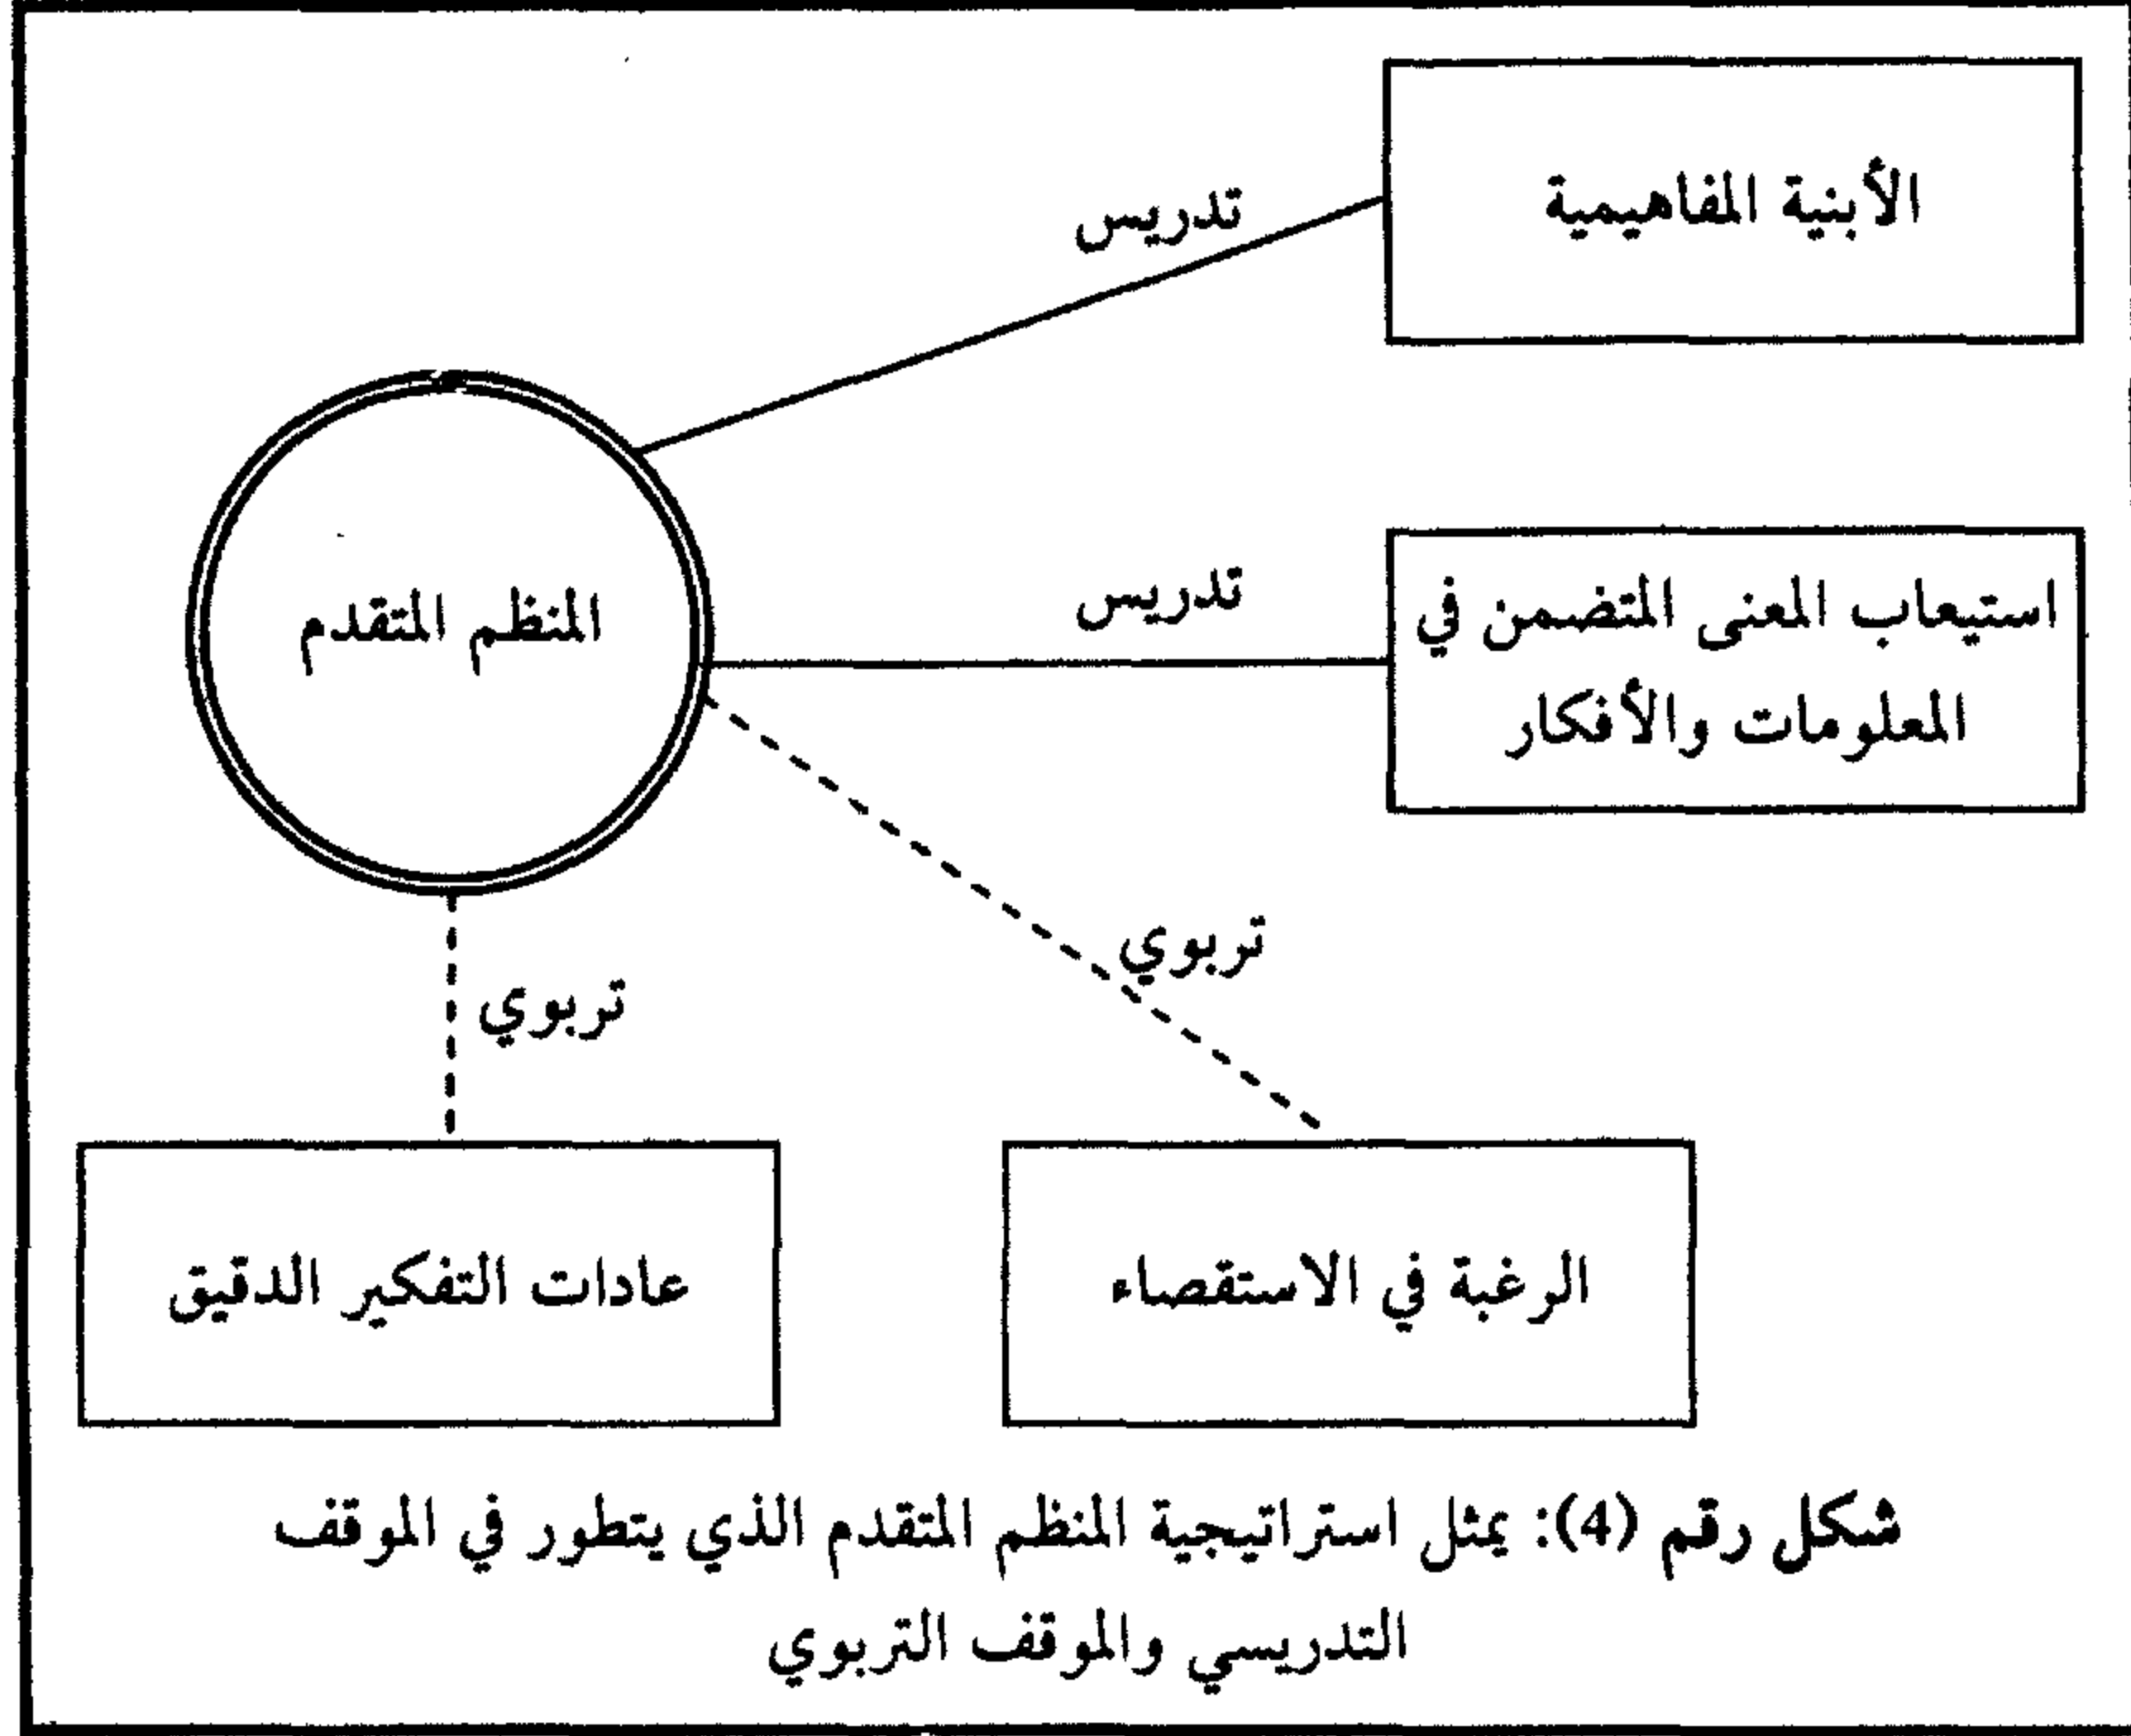 الأبنية المفاهيمية
تدريس
استيعاب المعنى المتضمن في
المعلومات والأفكار
تدريس
المنظم المتقدم
تربوي
تربوي
الرغبة في الاستقصاء
عادات التفكير الدقيق
شكل رقم (4): يمثل استراتيجية المنظم المتقدم الذي يتطور في الموقف
التدريسي والموقف التربوي